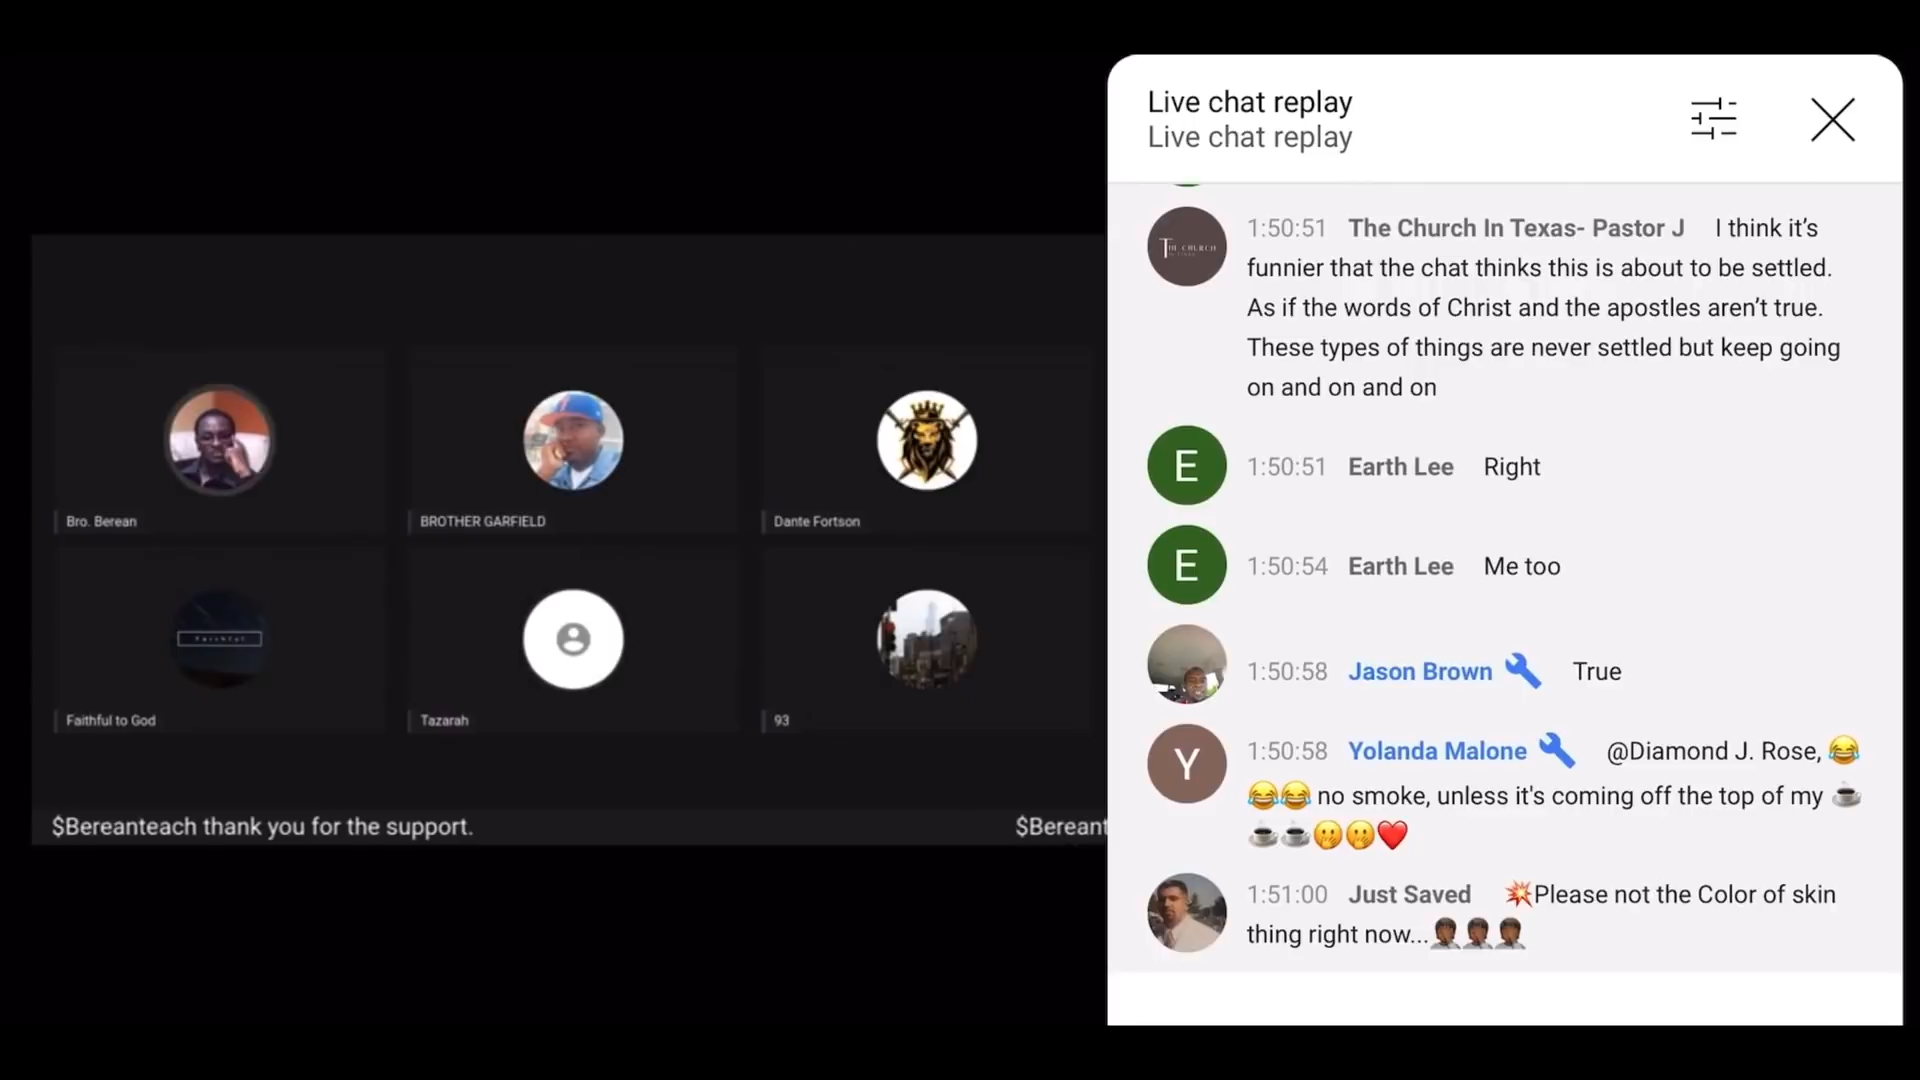 Live chat replay
Live chat replay
THE CHURCH
1:50:51 The Church In Texas- Pastor J I think it’s
funnier that the chat thinks this is about to be settled.
As if the words of Christ and the apostles aren’t true.
These types of things are never settled but keep going
on and on and on
E 1:50:51 Earth Lee Right
E 1:50:54 Earth Lee Me too
1:50:58 Jason Brown True
Y 1:50:58 Yolanda Malone @Diamond J. Rose, 😂
😂😂 no smoke, unless it's coming off the top of my ☕
☕☕🤭🤭❤️
1:51:00 Just Saved 💥Please not the Color of skin
thing right now...🤦🏾‍♂️🤦🏾‍♂️🤦🏾‍♂️
Bro. Berean
BROTHER GARFIELD
Dante Fortson
Faithful
Faithful to God
Tazarah
93
$Bereanteach thank you for the support.
$Bereant